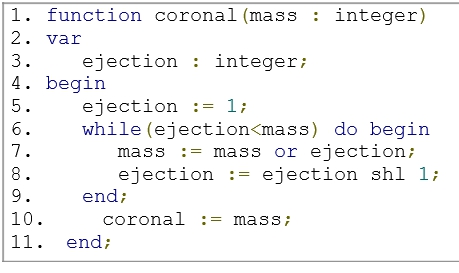 1. function coronal(mass : integer)
2. var
3.    ejection : integer;
4. begin
5.    ejection := 1;
6.    while(ejection<mass) do begin
7.       mass := mass or ejection;
8.       ejection := ejection shl 1;
9.    end;
10.    coronal := mass;
11.  end;